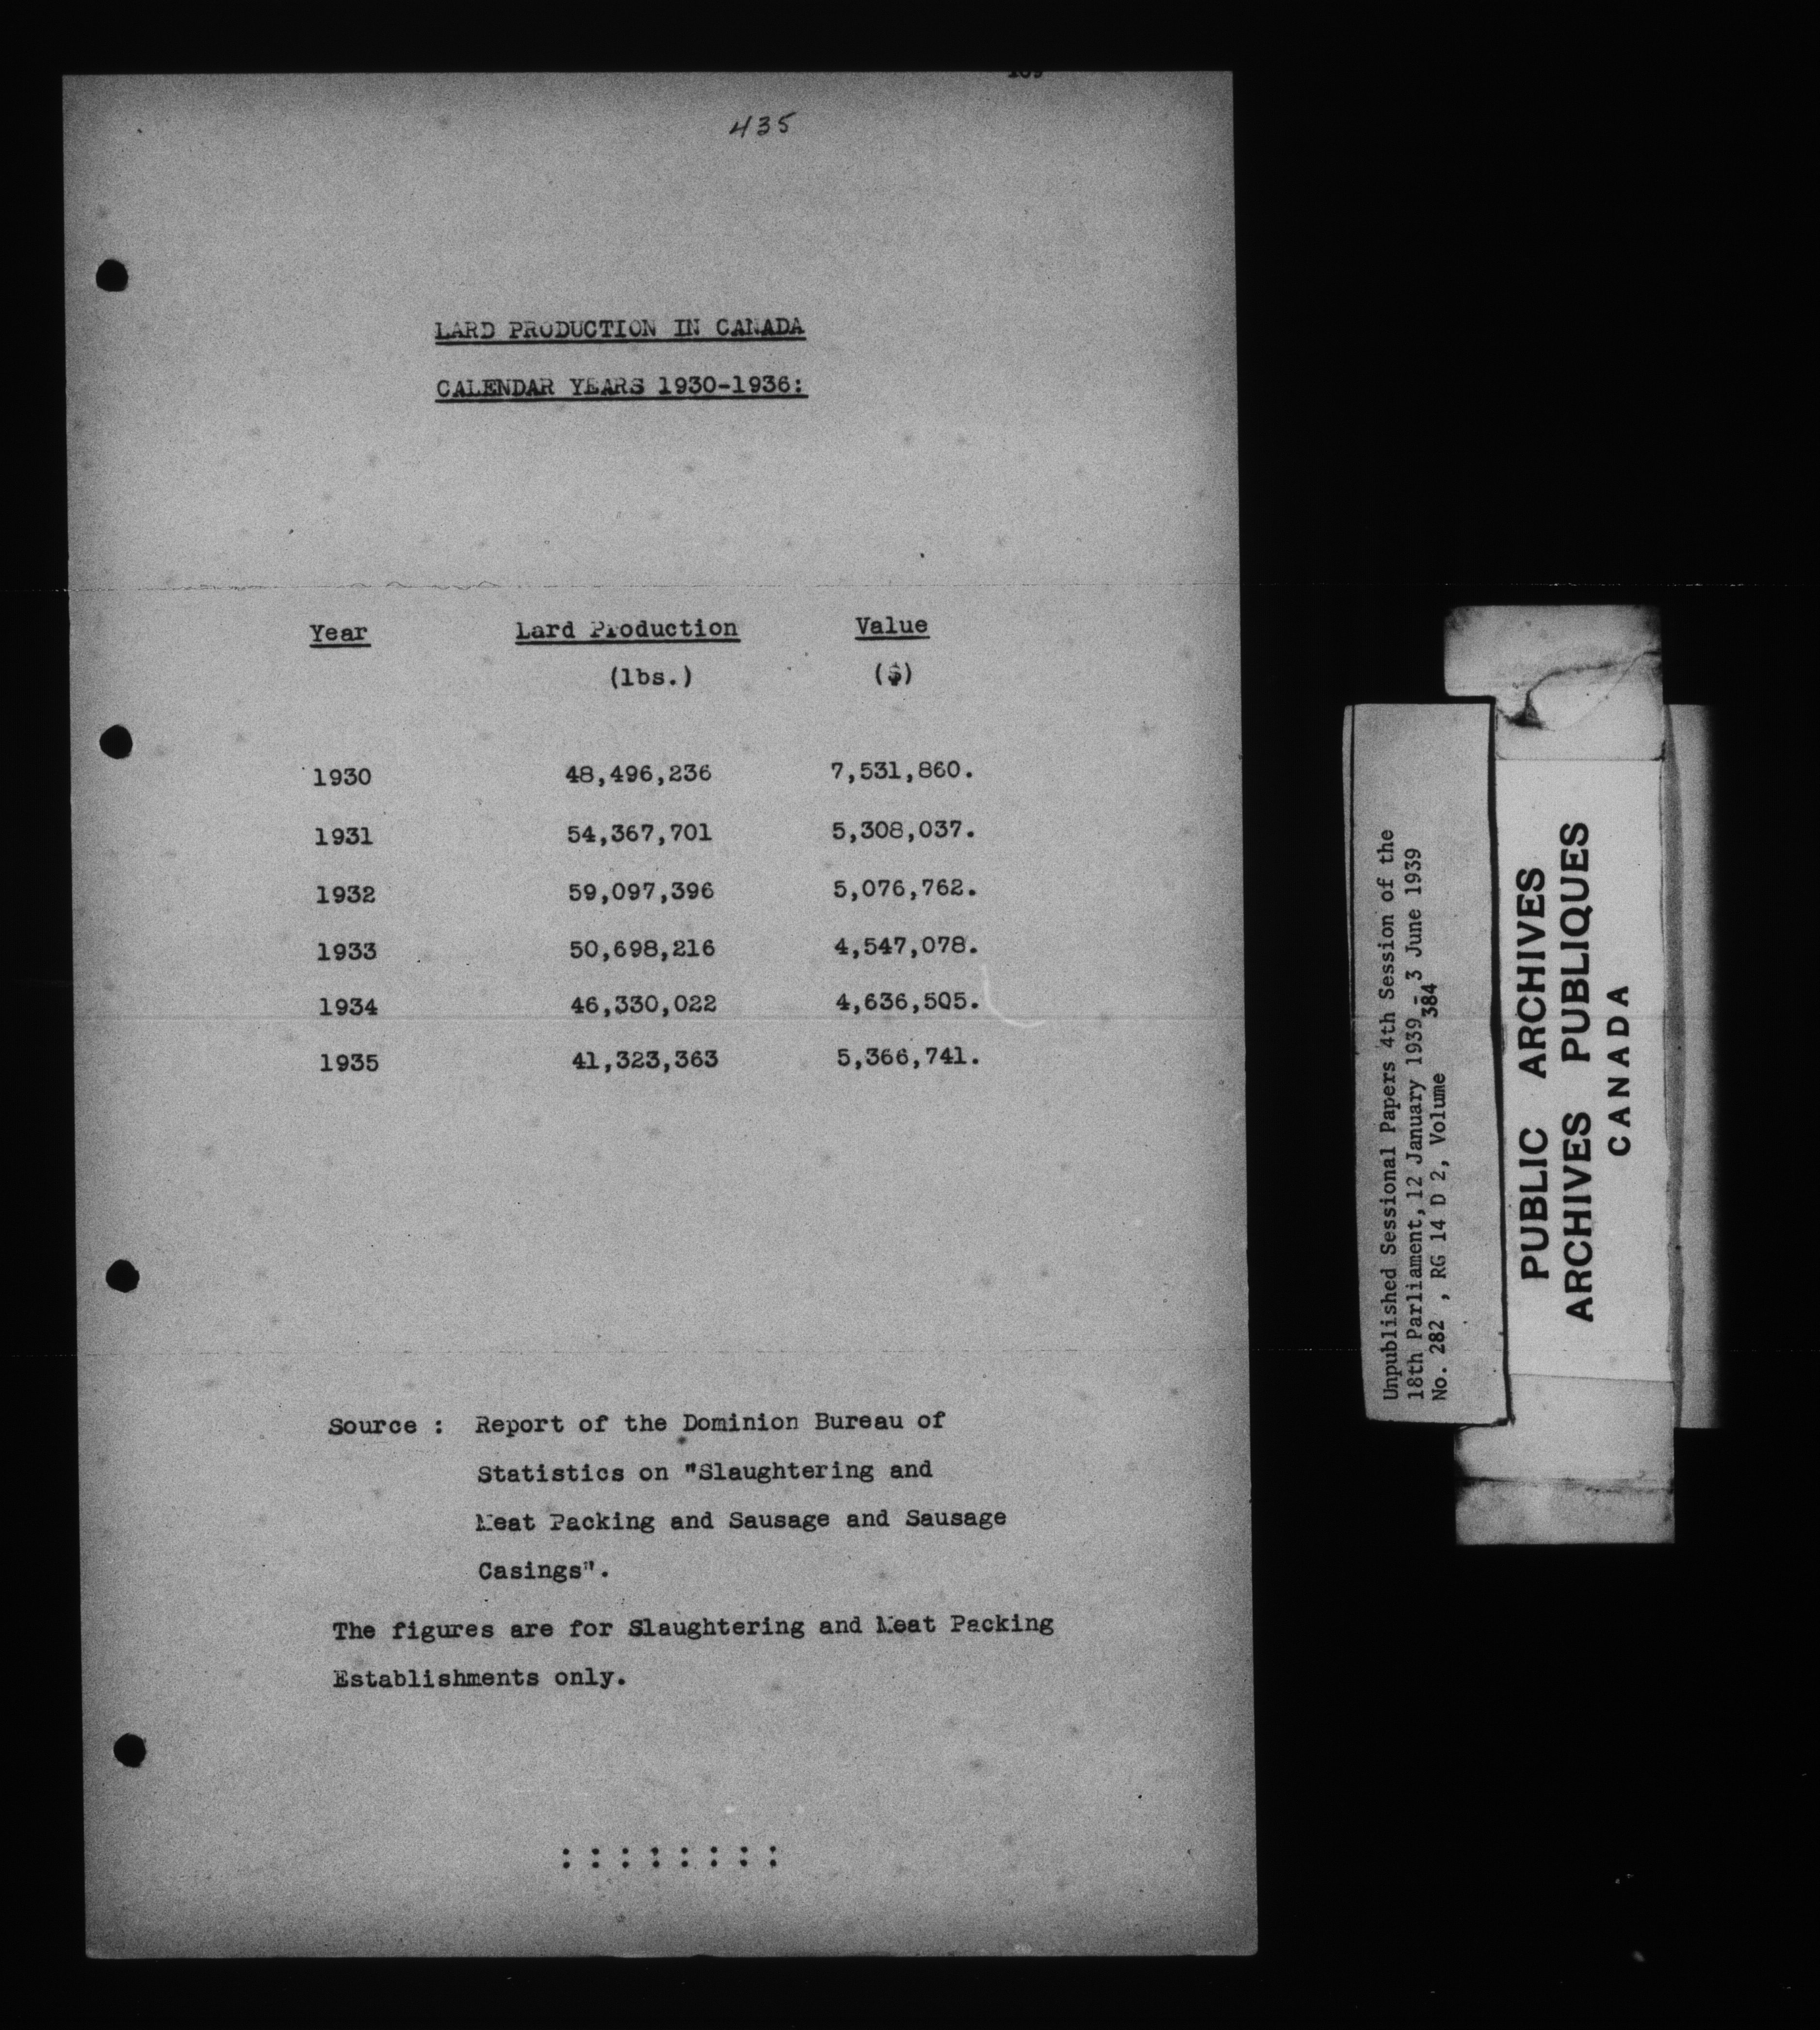 435
LARD PRODUCTION IN CANADA
CALENDAR YEARS 1930-1936:
Year Lard Production Value
(lbs.) ($)
1930 48,496,236 7,531,860.
1931 54,367,701 5,308,037.
1932 59,097,396 5,076,762.
1933 50,698,216 4,547,078.
1934 46,330,022 4,636,505.
1935 41,323,363 5,366,741.
Source : Report of the Dominion Bureau of
Statistics on "Slaughtering and
Meat Packing and Sausage and Sausage
Casings".
The figures are for Slaughtering and Meat Packing
Establishments only.
: : : : : : : :
Unpublished Sessional Papers 4th Session of the
18th Parliament, 12 January 1939 - 3 June 1939
No. 282 , RG 14 D 2, Volume 384
PUBLIC ARCHIVES
ARCHIVES PUBLIQUES
CANADA